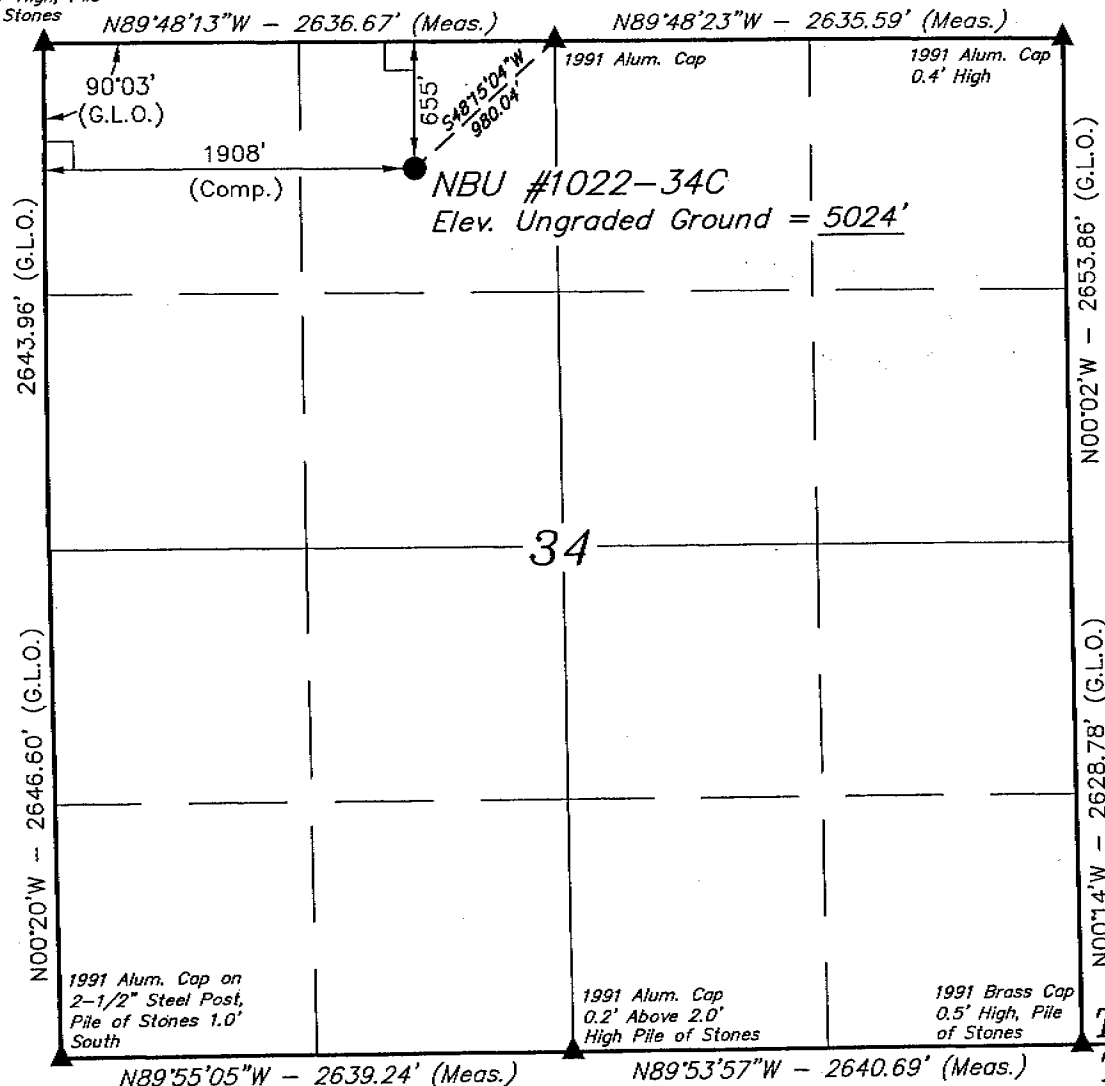 Stones
N89°48'13"W - 2636.67' (Meas.)
N89°48'23"W - 2635.59' (Meas.)
1991 Alum. Cap
1991 Alum. Cap
0.4' High
90°03'
(G.L.O.)
655'
S48°15'04"W
980.04'
1908'
(Comp.)
NBU #1022-34C
Elev. Ungraded Ground = 5024'
2643.96' (G.L.O.)
N00°02'W - 2653.86' (G.L.O.)
34
N00°20'W - 2646.60' (G.L.O.)
N00°14'W - 2628.78' (G.L.O.)
1991 Alum. Cap on
2-1/2" Steel Post,
Pile of Stones 1.0'
South
1991 Alum. Cap
0.2' Above 2.0'
High Pile of Stones
1991 Brass Cap
0.5' High, Pile
of Stones
N89°55'05"W - 2639.24' (Meas.)
N89°53'57"W - 2640.69' (Meas.)